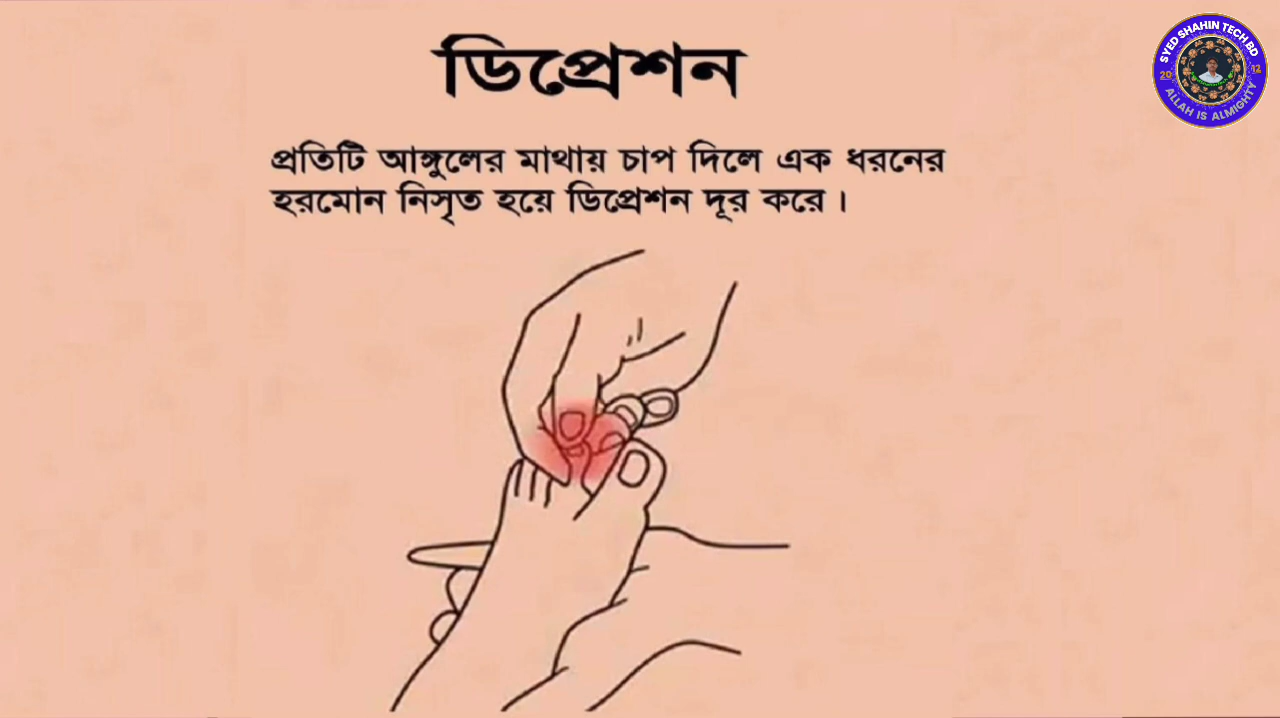 ডিপ্রেশন
প্রতিটি আঙ্গুলের মাথায় চাপ দিলে এক ধরনের
হরমোন নিসৃত হয়ে ডিপ্রেশন দূর করে।
SYED SHAHIN TECH.BD
20 12
ALLAH IS ALMIGHTY